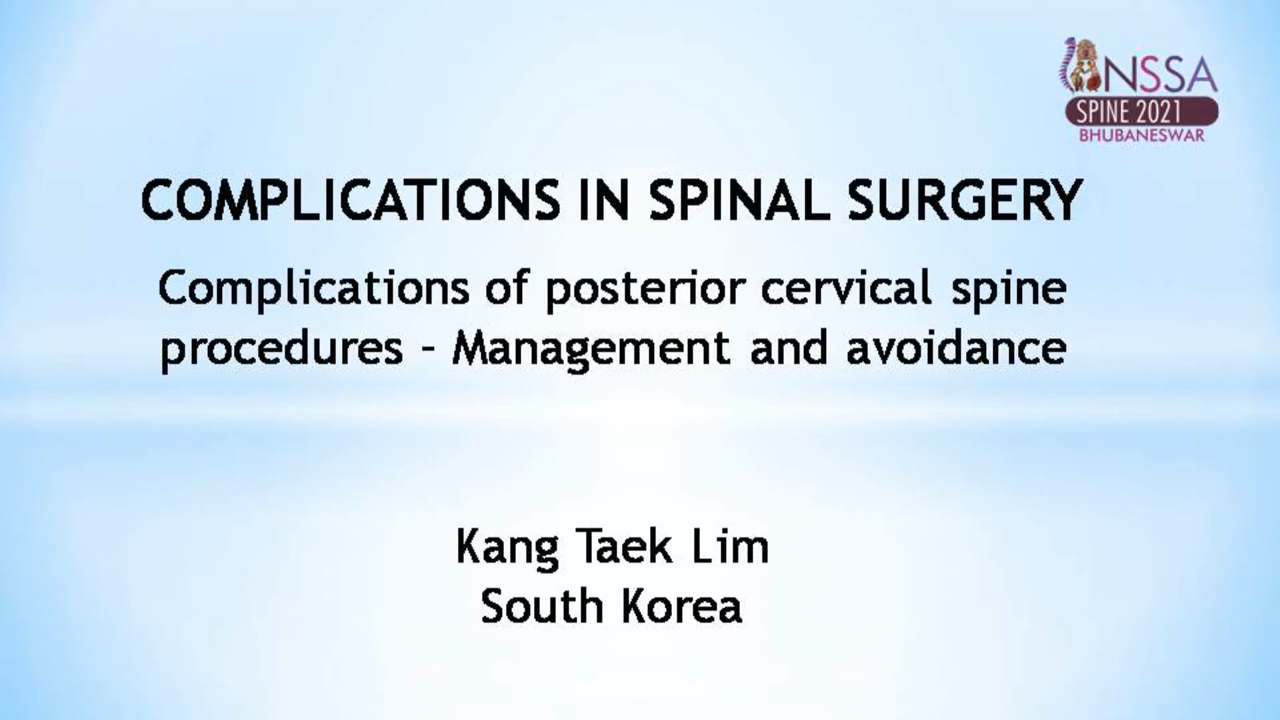 NSSA
SPINE 2021
BHUBANESWAR
COMPLICATIONS IN SPINAL SURGERY
Complications of posterior cervical spine
procedures - Management and avoidance
Kang Taek Lim
South Korea